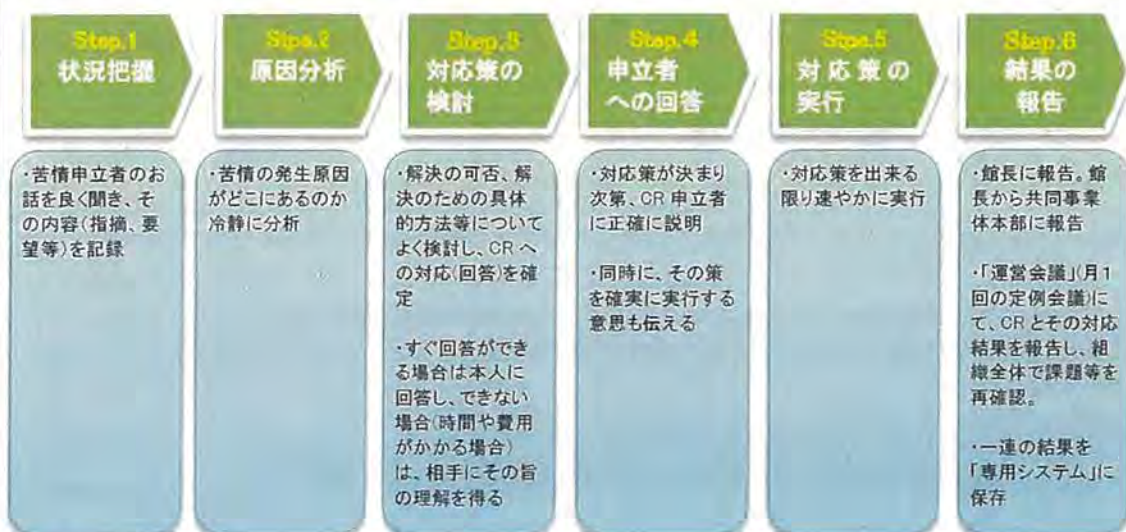 Step.1
状況把握
・苦情申立者のお
話を良く聞き、そ
の内容(指摘、要
望等)を記録
Stpe.2
原因分析
・苦情の発生原因
がどこにあるのか
冷静に分析
Step.3
対応策の
検討
・解決の可否、解
決のための具体
的方法等について
よく検討し、CRへ
の対応(回答)を確
定
・すぐ回答ができ
る場合は本人に
回答し、できない
場合(時間や費用
がかかる場合)
は、相手にその旨
の理解を得る
Step.4
申立者
への回答
・対応策が決まり
次第、CR申立者
に正確に説明
・同時に、その策
を確実に実行する
意思も伝える
Stpe.5
対応策の
実行
・対応策を出来る
限り速やかに実行
Step.6
結果の
報告
・館長に報告。館
長から共同事業
体本部に報告
・「運営会議」(月1
回の定例会議)に
て、CRとその対応
結果を報告し、組
織全体で課題等を
再確認。
・一連の結果を
「専用システム」に
保存